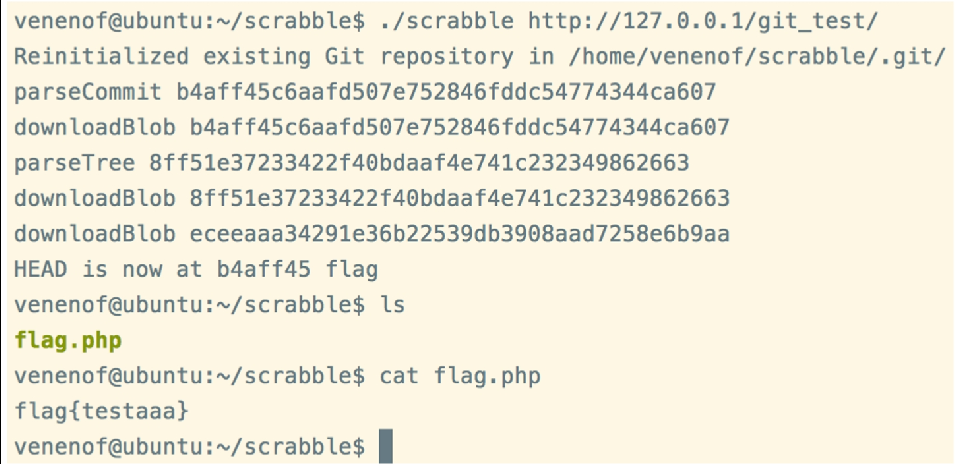 venenof@ubuntu:~/scrabble$ ./scrabble http://127.0.0.1/git_test/
Reinitialized existing Git repository in /home/venenof/scrabble/.git/
parseCommit b4aff45c6aafd507e752846fddc54774344ca607
downloadBlob b4aff45c6aafd507e752846fddc54774344ca607
parseTree 8ff51e37233422f40bdaaf4e741c232349862663
downloadBlob 8ff51e37233422f40bdaaf4e741c232349862663
downloadBlob eceeaaa34291e36b22539db3908aad7258e6b9aa
HEAD is now at b4aff45 flag
venenof@ubuntu:~/scrabble$ ls
flag.php
venenof@ubuntu:~/scrabble$ cat flag.php
flag{testaaa}
venenof@ubuntu:~/scrabble$